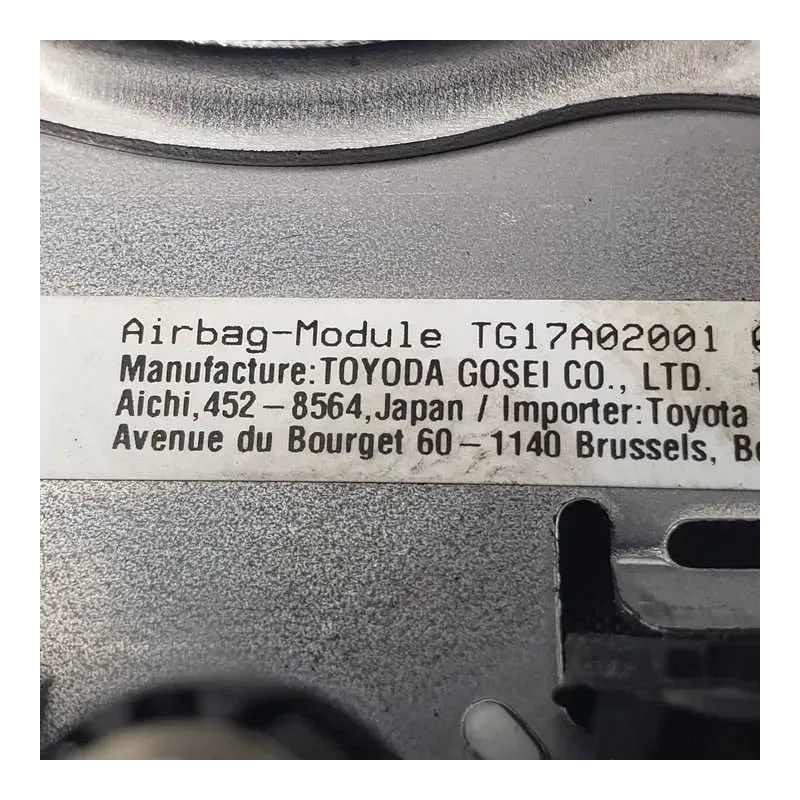 Airbag-Module TG17A02001
Manufacture:TOYODA GOSEI CO., LTD.
Aichi,452-8564,Japan / Importer:Toyota
Avenue du Bourget 60-1140 Brussels,